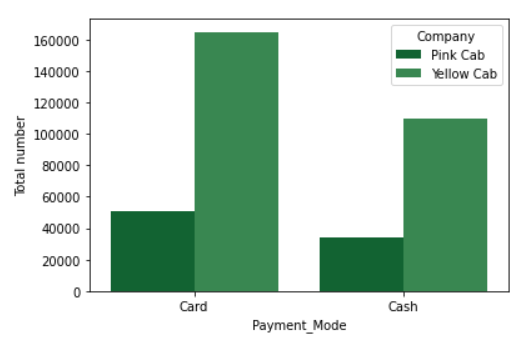 Company
Pink Cab
Yellow Cab
Total number
160000
140000
120000
100000
80000
60000
40000
20000
0
Card
Cash
Payment_Mode